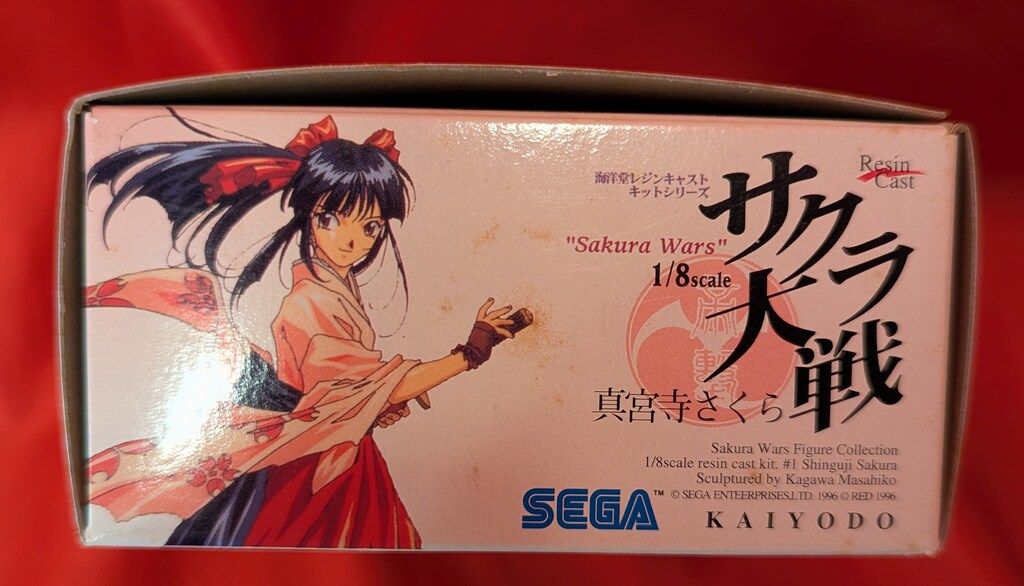 Resin
Cast
海洋堂レジンキャスト
キットシリーズ
サクラ
大戦
"Sakura Wars"
1/8scale
真宮寺さくら
Sakura Wars Figure Collection
1/8scale resin cast kit. #1 Shinguji Sakura
Sculptured by Kagawa Masahiko
SEGA™ © SEGA ENTEERPRISES,LTD. 1996 © RED 1996
KAIYODO